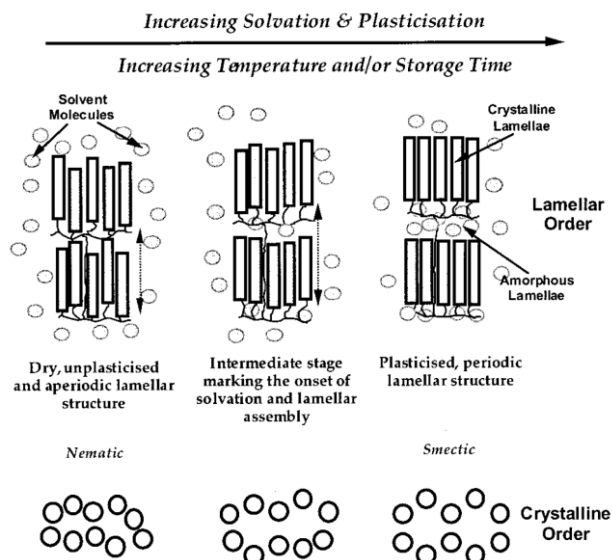 Increasing Solvation & Plasticisation
Increasing Temperature and/or Storage Time
Solvent
Molecules
Crystalline
Lamellae
Lamellar
Order
Amorphous
Lamellae
Dry, unplasticised
and aperiodic lamellar
structure
Intermediate stage
marking the onset of
solvation and lamellar
assembly
Plasticised, periodic
lamellar structure
Nematic
Smectic
Crystalline
Order